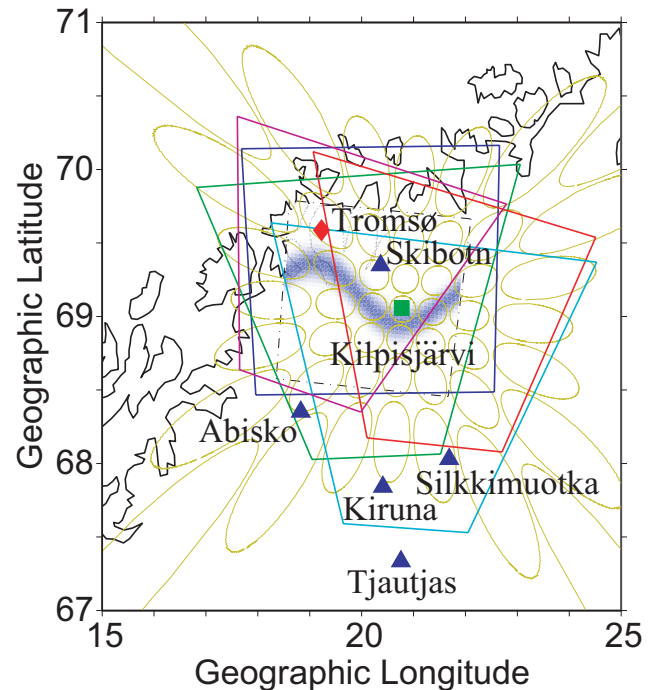 71
70
69
68
67
Geographic Latitude
Tromsø
Skibotn
Kilpisjärvi
Abisko
Silkkimuotka
Kiruna
Tjautjas
15
20
25
Geographic Longitude